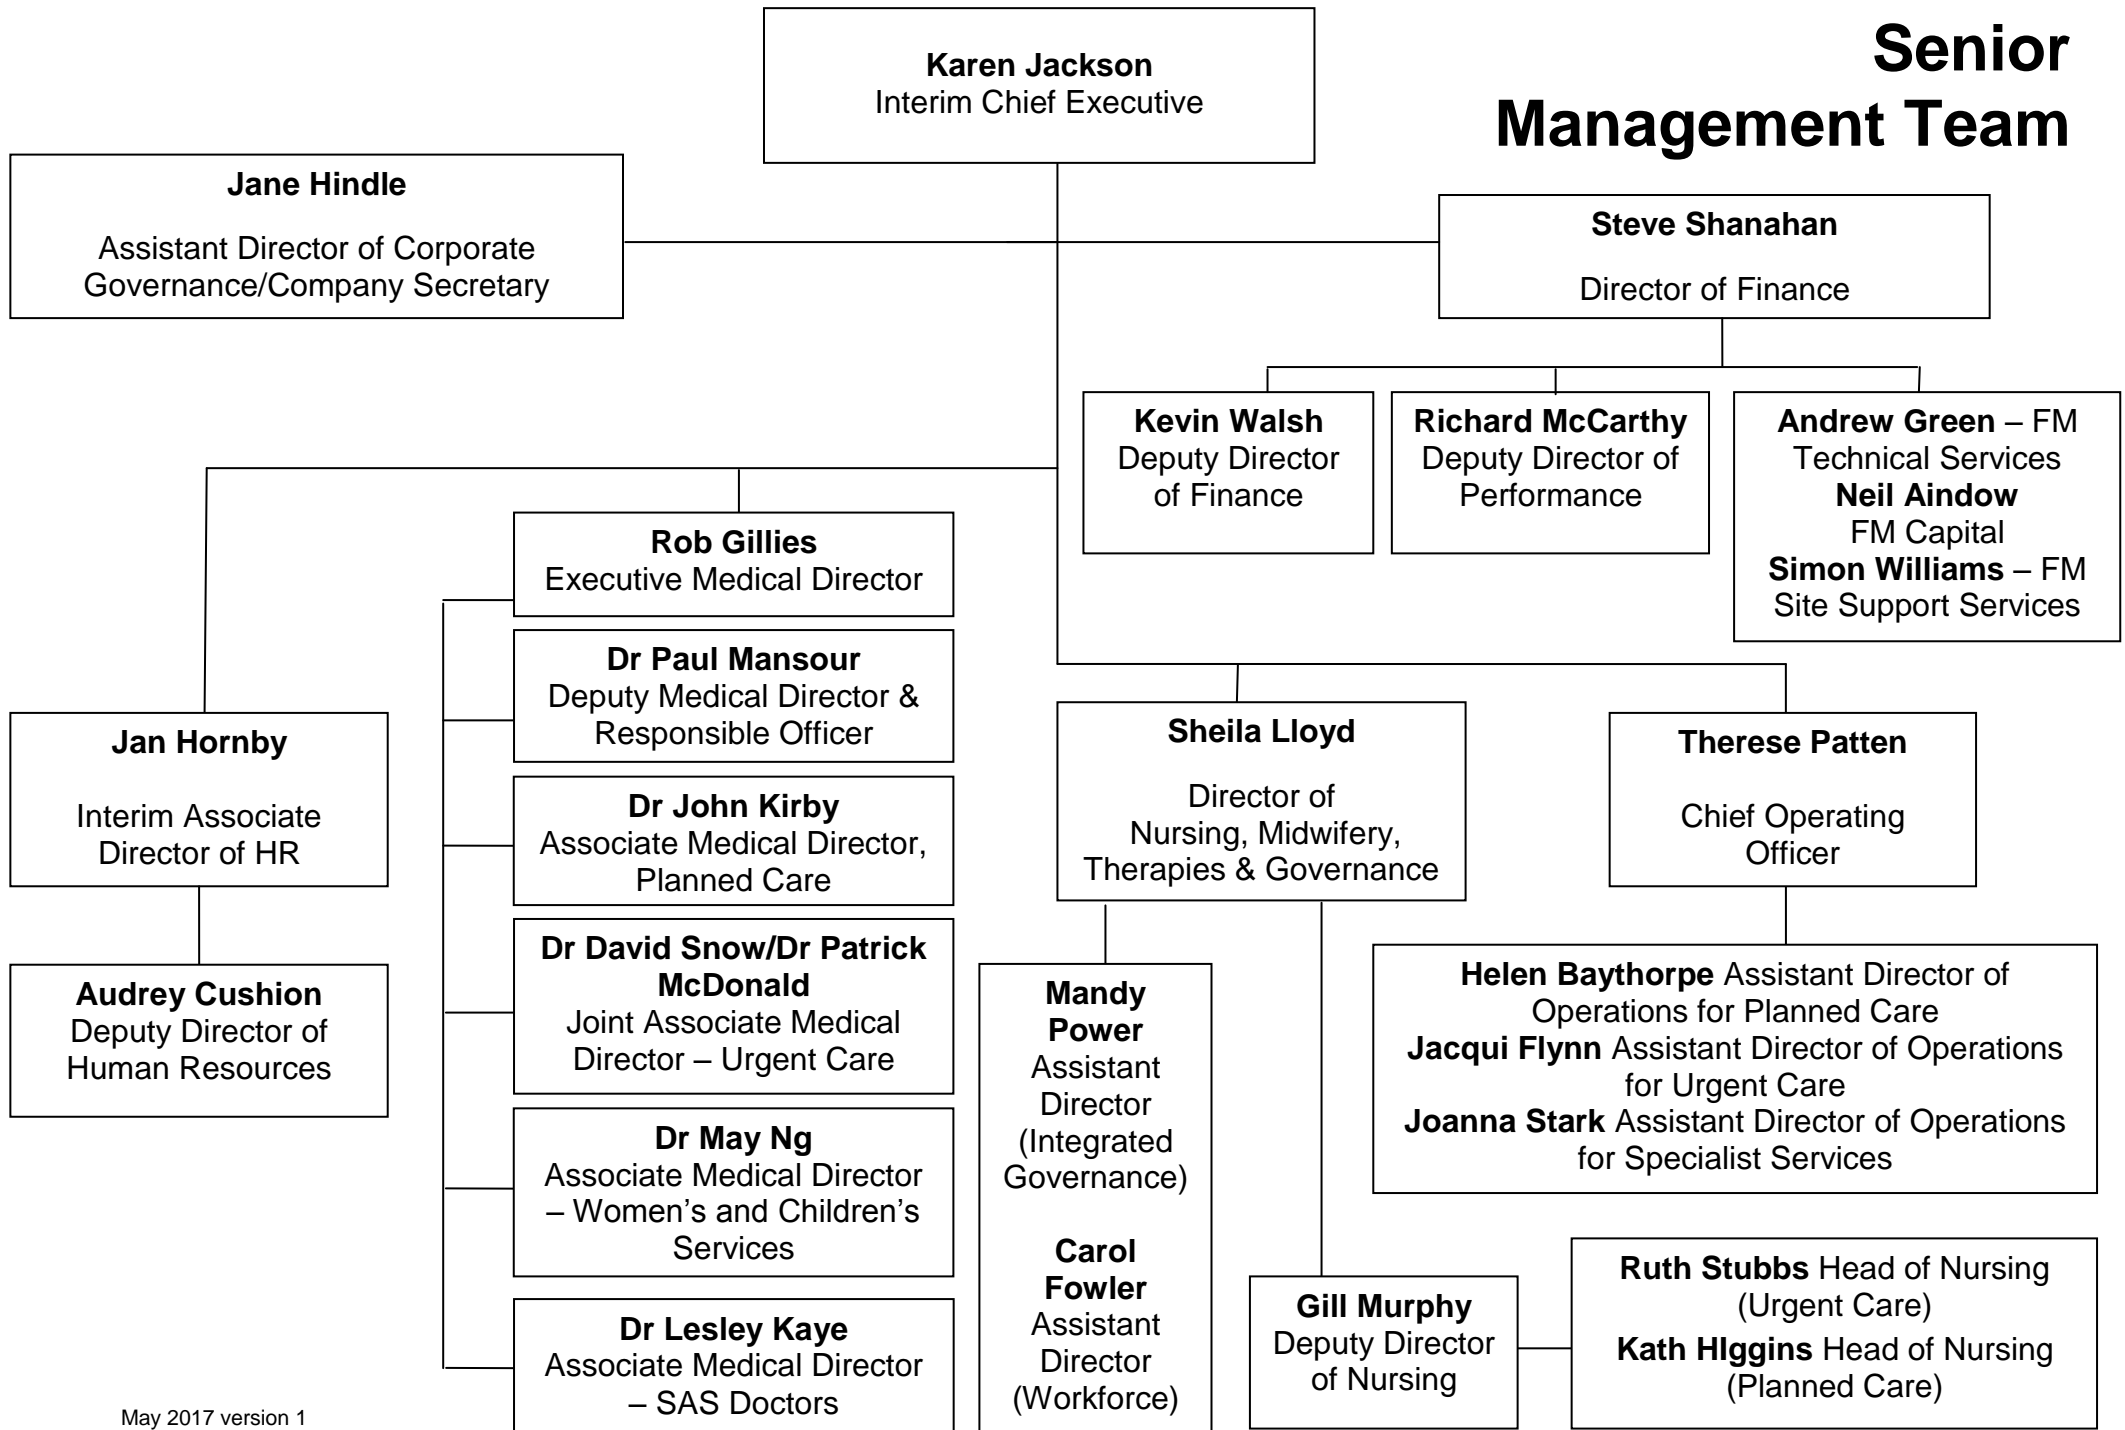 Senior
Management Team
Karen Jackson
Interim Chief Executive
Jane Hindle
Assistant Director of Corporate
Governance/Company Secretary
Steve Shanahan
Director of Finance
Kevin Walsh
Deputy Director
of Finance
Richard McCarthy
Deputy Director of
Performance
Andrew Green – FM
Technical Services
Neil Aindow
FM Capital
Simon Williams – FM
Site Support Services
Rob Gillies
Executive Medical Director
Dr Paul Mansour
Deputy Medical Director &
Responsible Officer
Dr John Kirby
Associate Medical Director,
Planned Care
Dr David Snow/Dr Patrick
McDonald
Joint Associate Medical
Director – Urgent Care
Dr May Ng
Associate Medical Director
– Women’s and Children’s
Services
Dr Lesley Kaye
Associate Medical Director
– SAS Doctors
Jan Hornby
Interim Associate
Director of HR
Audrey Cushion
Deputy Director of
Human Resources
Sheila Lloyd
Director of
Nursing, Midwifery,
Therapies & Governance
Therese Patten
Chief Operating
Officer
Mandy
Power
Assistant
Director
(Integrated
Governance)
Carol
Fowler
Assistant
Director
(Workforce)
Helen Baythorpe Assistant Director of
Operations for Planned Care
Jacqui Flynn Assistant Director of Operations
for Urgent Care
Joanna Stark Assistant Director of Operations
for Specialist Services
Gill Murphy
Deputy Director
of Nursing
Ruth Stubbs Head of Nursing
(Urgent Care)
Kath HIggins Head of Nursing
(Planned Care)
May 2017 version 1